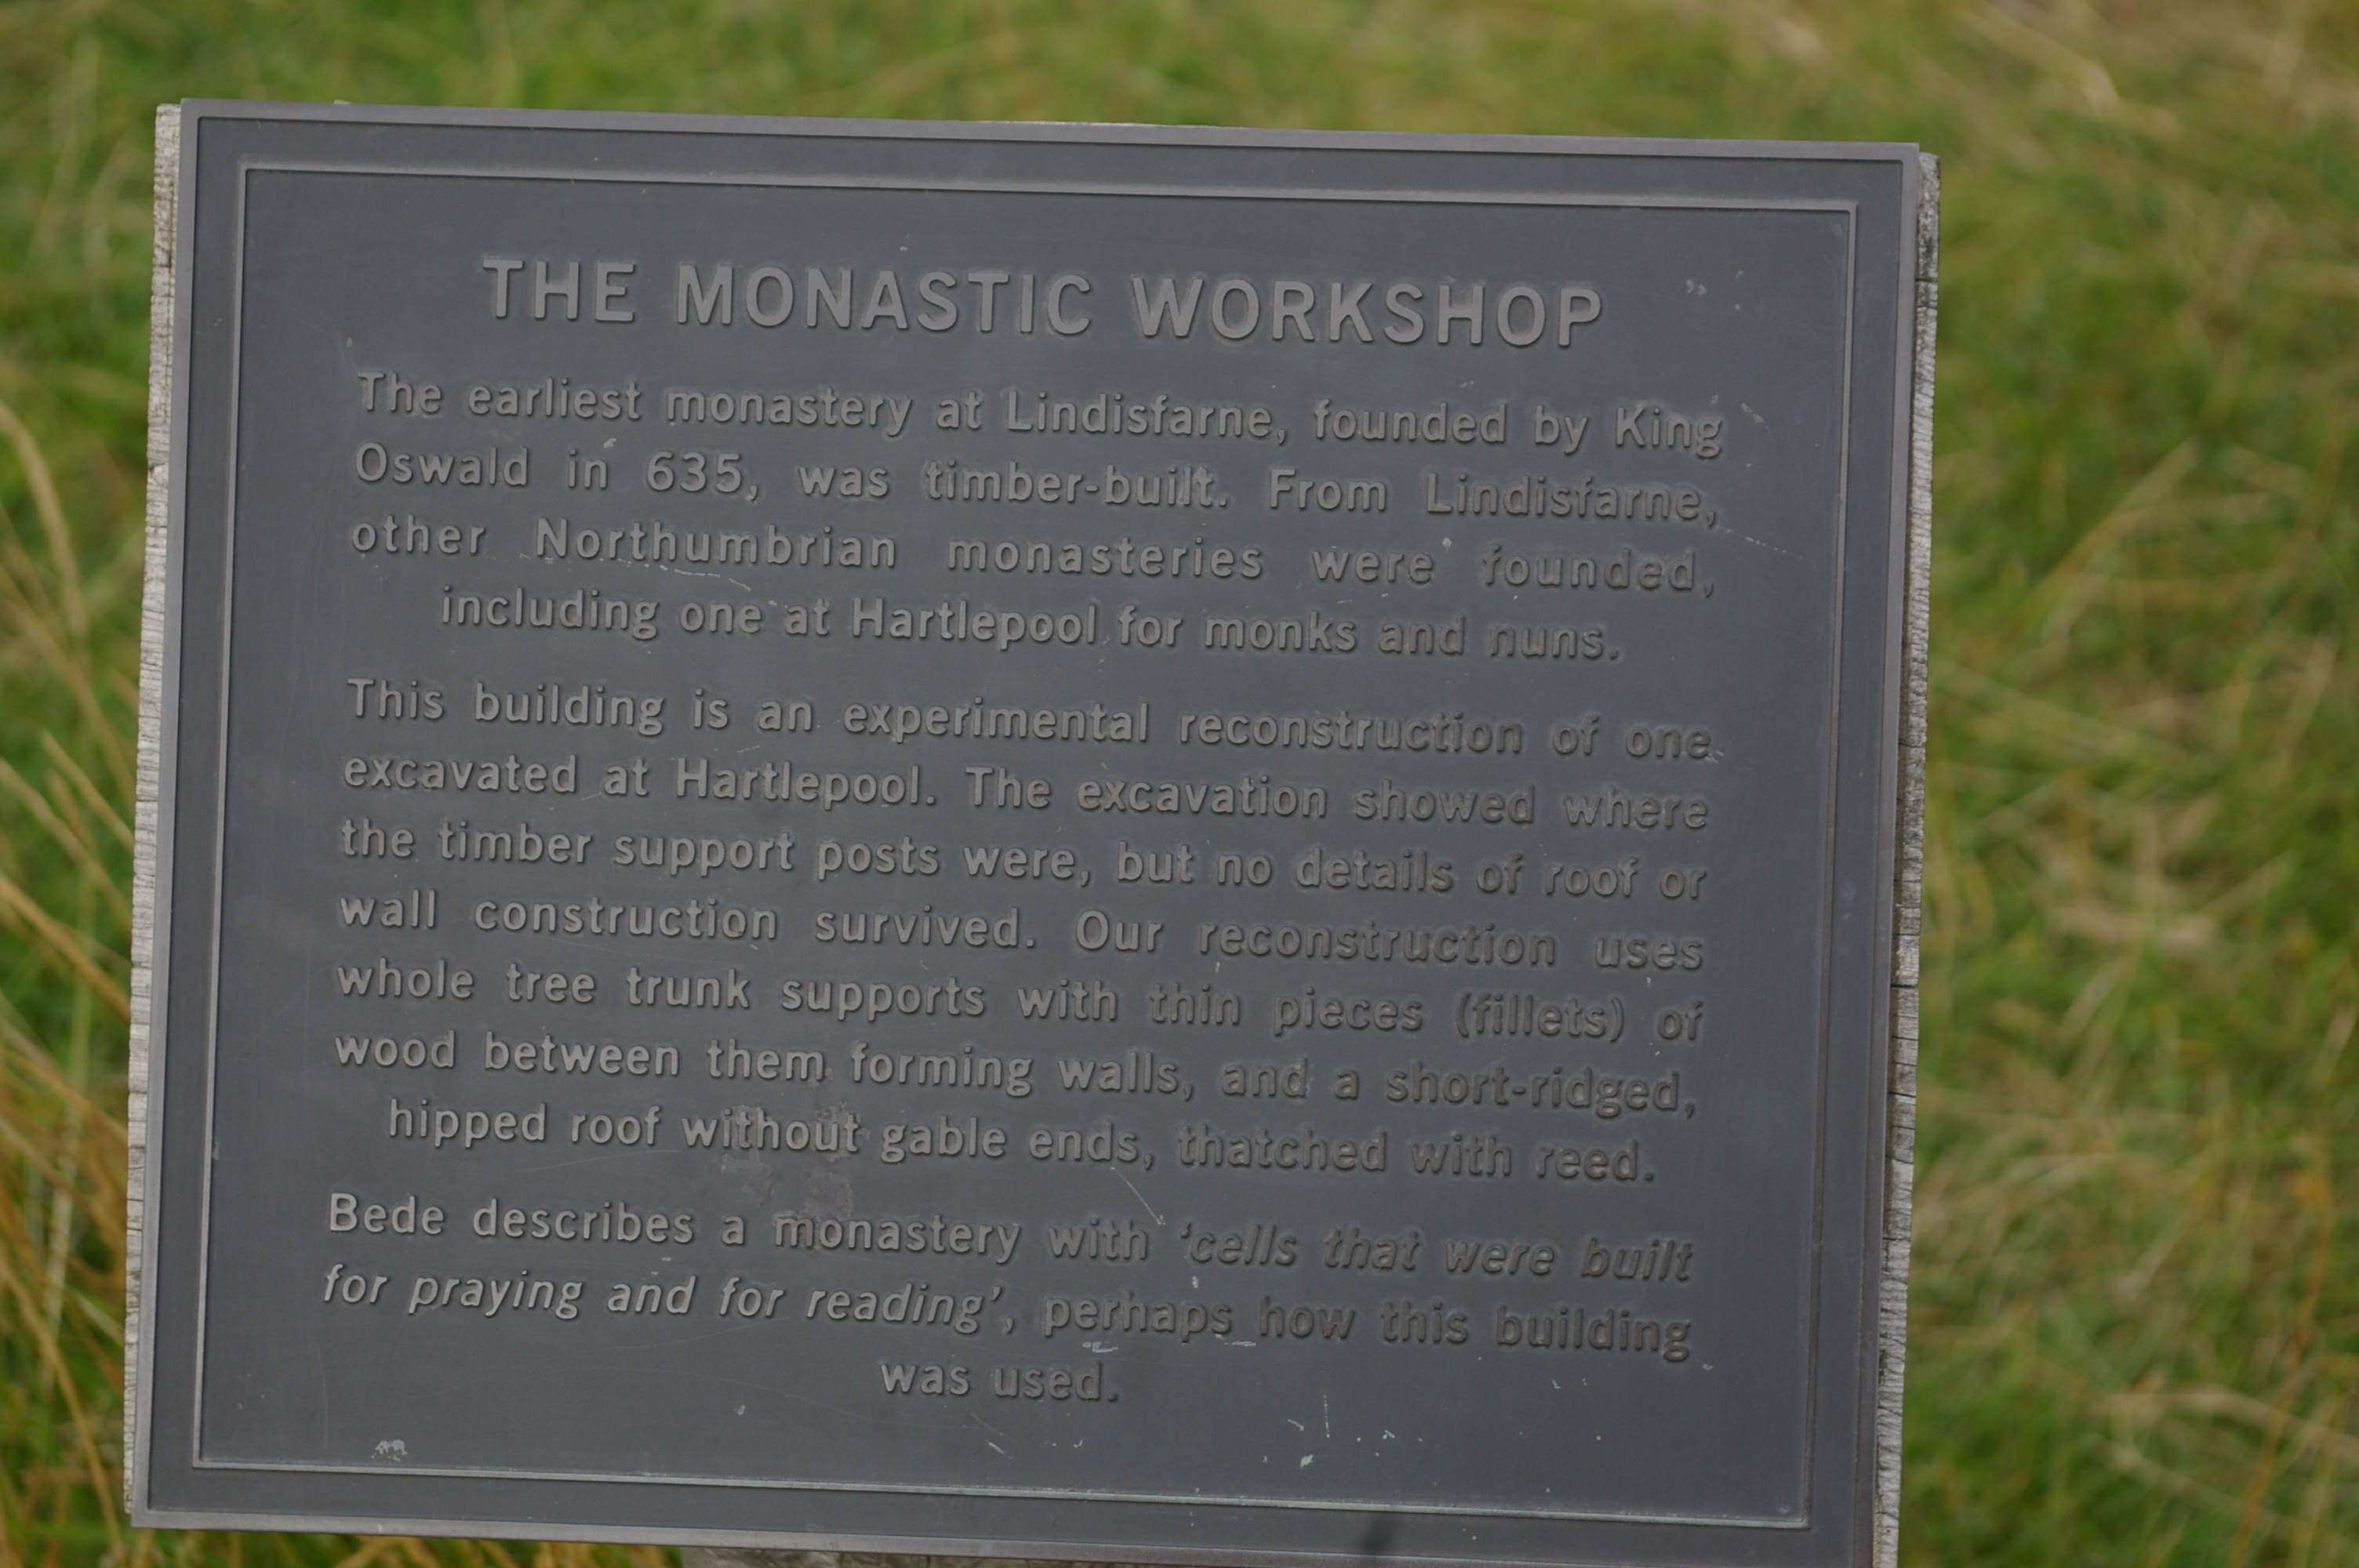 THE MONASTIC WORKSHOP
The earliest monastery at Lindisfarne, founded by King
Oswald in 635, was timber-built. From Lindisfarne,
other Northumbrian monasteries were founded,
including one at Hartlepool for monks and nuns.
This building is an experimental reconstruction of one
excavated at Hartlepool. The excavation showed where
the timber support posts were, but no details of roof or
wall construction survived. Our reconstruction uses
whole tree trunk supports with thin pieces (fillets) of
wood between them forming walls, and a short-ridged,
hipped roof without gable ends, thatched with reed.
Bede describes a monastery with 'cells that were built
for praying and for reading', perhaps how this building
was used.